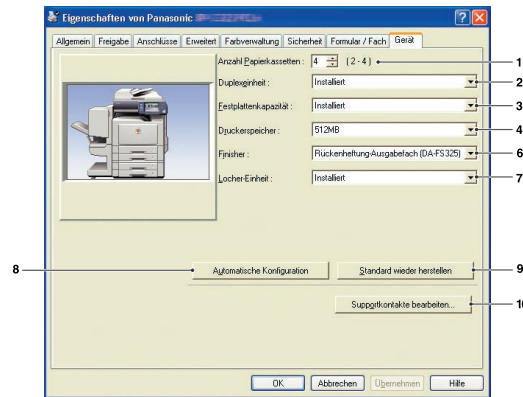 Eigenschaften von Panasonic
Allgemein Freigabe Anschlüsse Erweitert Farbverwaltung Sicherheit Formular / Fach Gerät
Anzahl Papierkassetten : 4 ( 2 - 4 ) 1
Duplexeinheit : Installiert 2
Festplattenkapazität : Installiert 3
Druckerspeicher : 512MB 4
Finisher : Rückenheftung-Ausgabefach (DA-FS325) 6
Locher-Einheit : Installiert 7
8 Automatische Konfiguration Standard wieder herstellen 9
Supportkontakte bearbeiten... 10
OK Abbrechen Übernehmen Hilfe